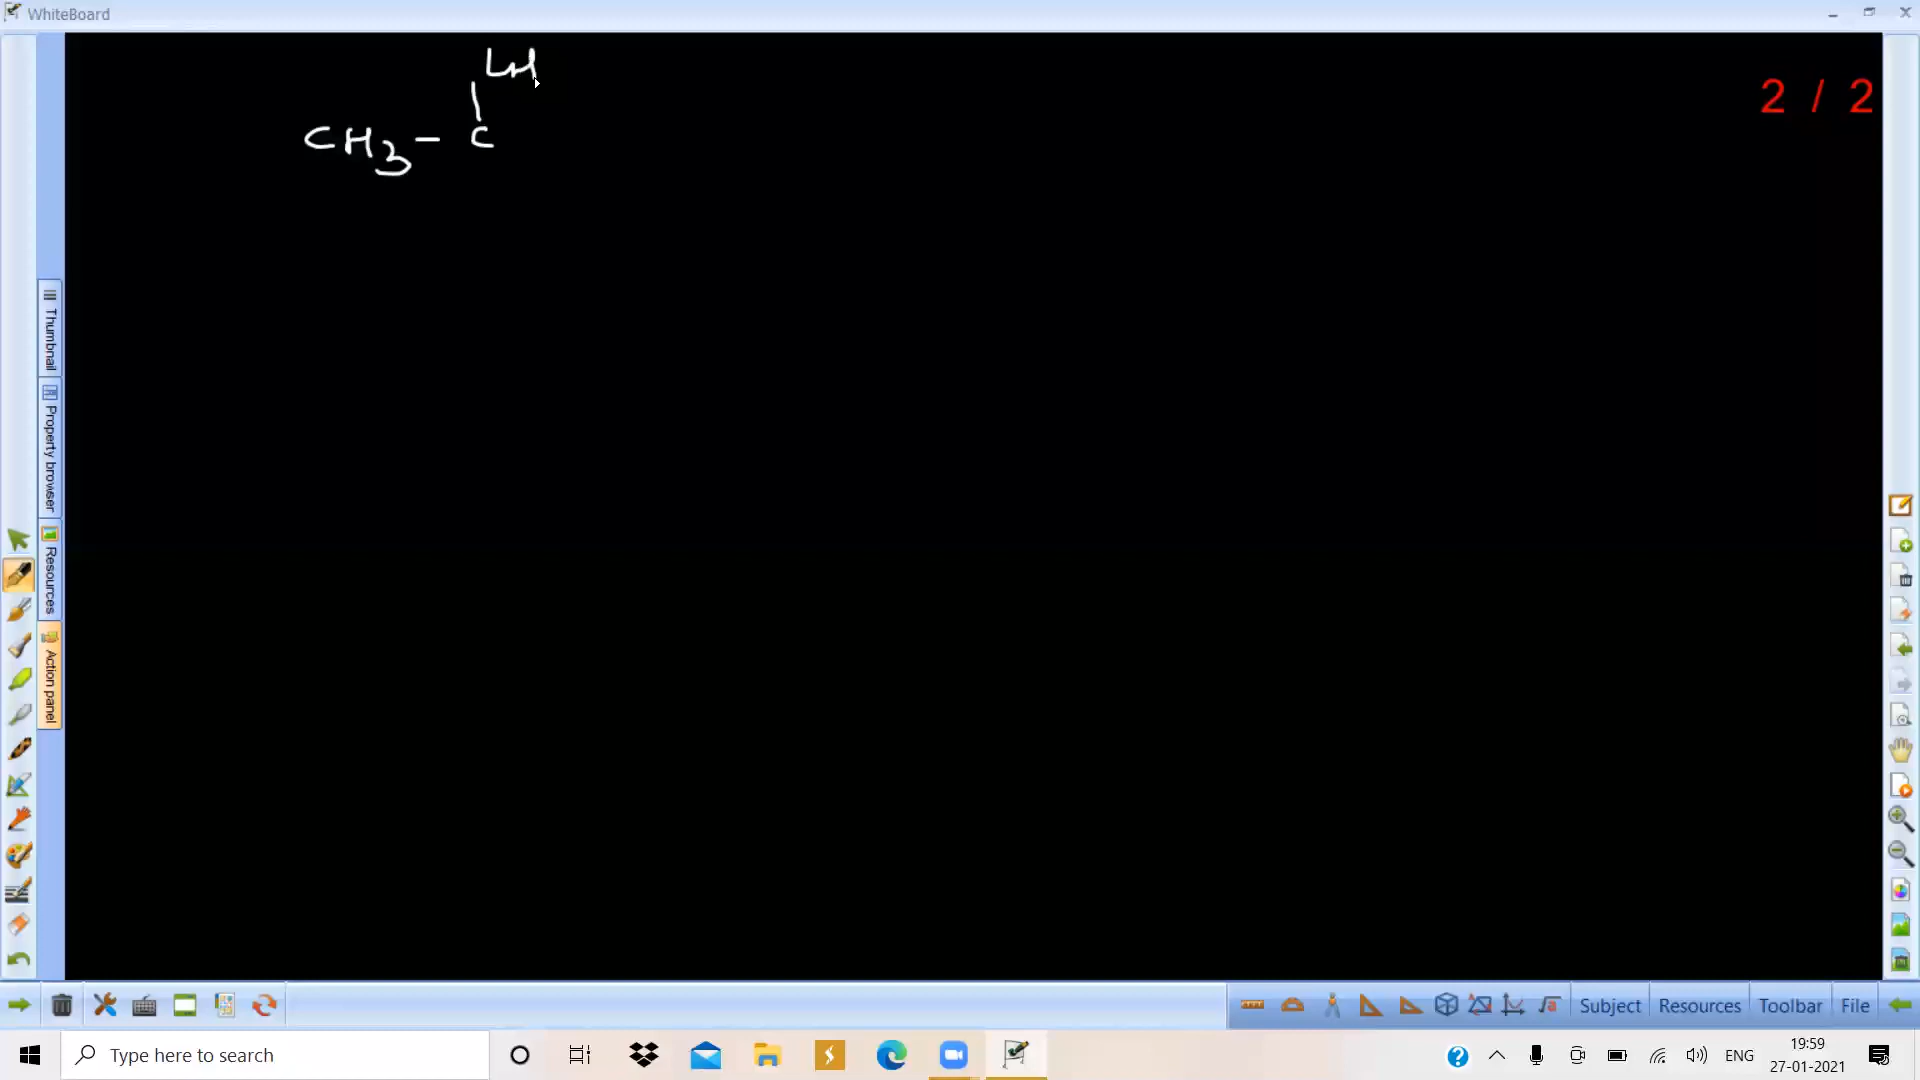 WhiteBoard
2 / 2
CH3 - C
Thumbnail
Property browser
Resources
Action panel
Subject Resources Toolbar File
Type here to search
ENG
19:59
27-01-2021